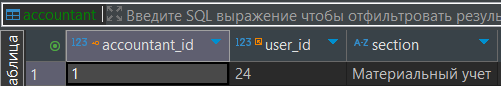 accountant Введите SQL выражение чтобы отфильтровать резуль
аблица
123 accountant_id 123 user_id A-Z section
1 1 24 Материальный учет